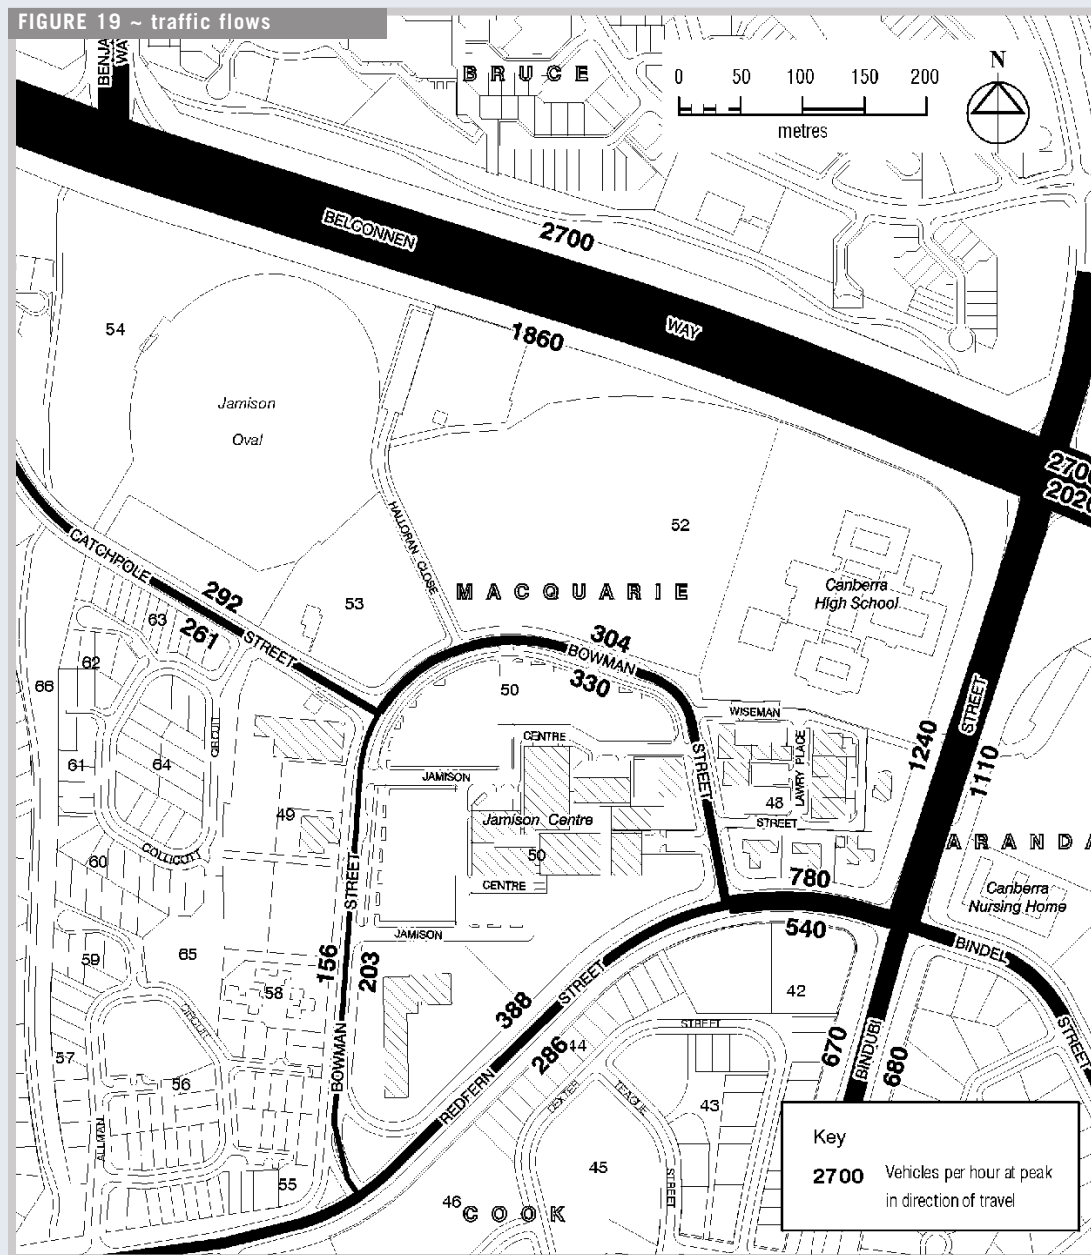 FIGURE 19 ~ traffic flows
BRUCE
0 50 100 150 200
metres
N
BELCONNEN
2700
WAY
1860
54
Jamison
Oval
2020
52
HALLORAN CLOSE
CATCHPOLE
292
261
STREET
53
MACQUARIE
Canberra
High School
304
BOWMAN
330
STREET
63
62
66
61
64
CIRCUIT
COLLICOTT
60
50
WISEMAN
LAWRY PLACE
48
STREET
CENTRE
JAMISON
Jamison Centre
50
CENTRE
JAMISON
49
STREET
1240
STREET
1110
ARANDA
Canberra
Nursing Home
780
540
BINDEL
STREET
156
203
BOWMAN
65
59
58
CIRCUIT
57
56
ALLMAN
55
388
STREET
286
44
REDFERN
42
STREET
DEXTER
TEAGUE
43
45
STREET
46
COOK
670
BINDUBI
680
Key
2700 Vehicles per hour at peak
in direction of travel